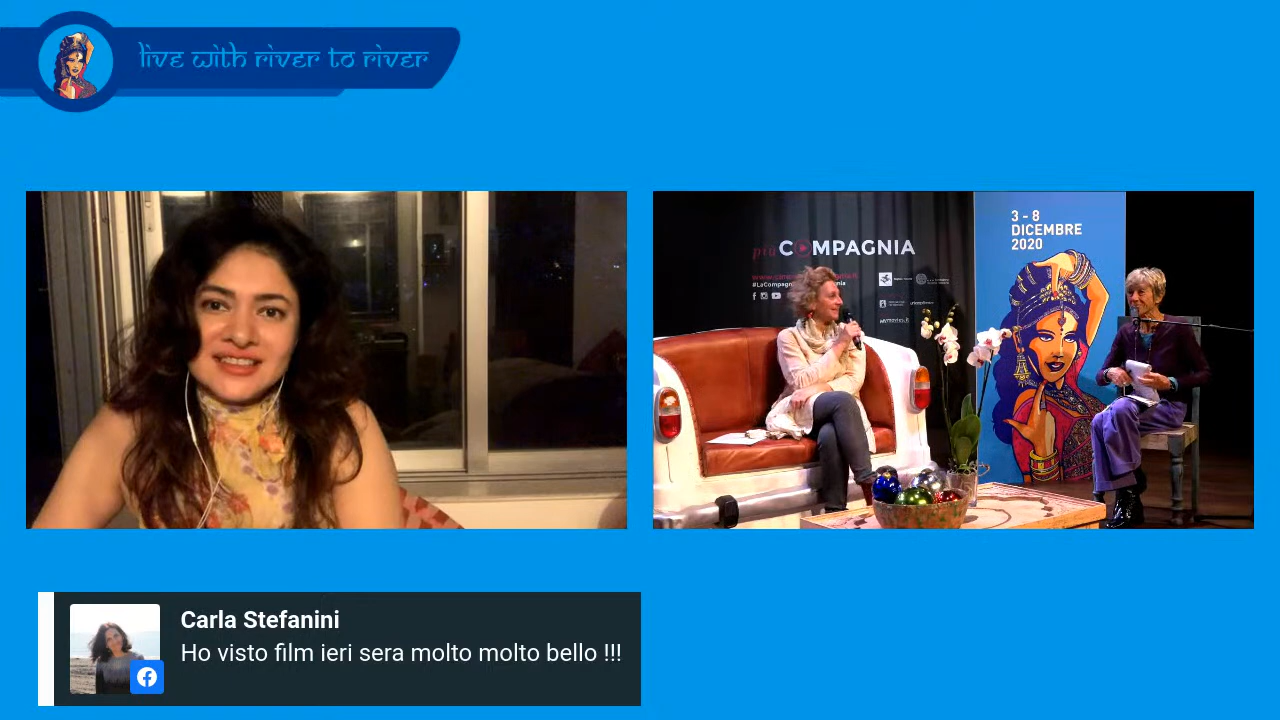 live with river to river
più COMPAGNIA
3 - 8
DICEMBRE
2020
Carla Stefanini
Ho visto film ieri sera molto molto bello !!!